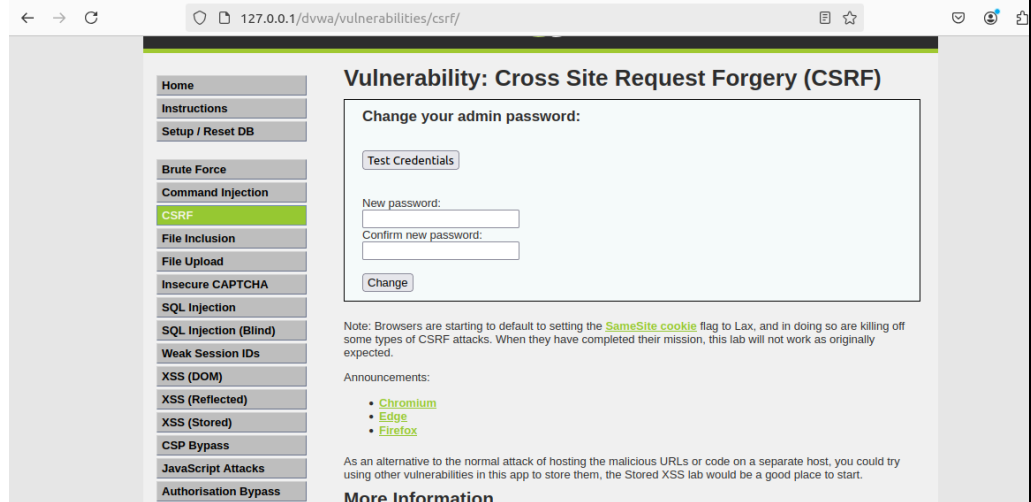 127.0.0.1/dvwa/vulnerabilities/csrf/
Home
Instructions
Setup / Reset DB
Brute Force
Command Injection
CSRF
File Inclusion
File Upload
Insecure CAPTCHA
SQL Injection
SQL Injection (Blind)
Weak Session IDs
XSS (DOM)
XSS (Reflected)
XSS (Stored)
CSP Bypass
JavaScript Attacks
Authorisation Bypass
Vulnerability: Cross Site Request Forgery (CSRF)
Change your admin password:
Test Credentials
New password:
Confirm new password:
Change
Note: Browsers are starting to default to setting the SameSite cookie flag to Lax, and in doing so are killing off
some types of CSRF attacks. When they have completed their mission, this lab will not work as originally
expected.
Announcements:
• Chromium
• Edge
• Firefox
As an alternative to the normal attack of hosting the malicious URLs or code on a separate host, you could try
using other vulnerabilities in this app to store them, the Stored XSS lab would be a good place to start.
More Information